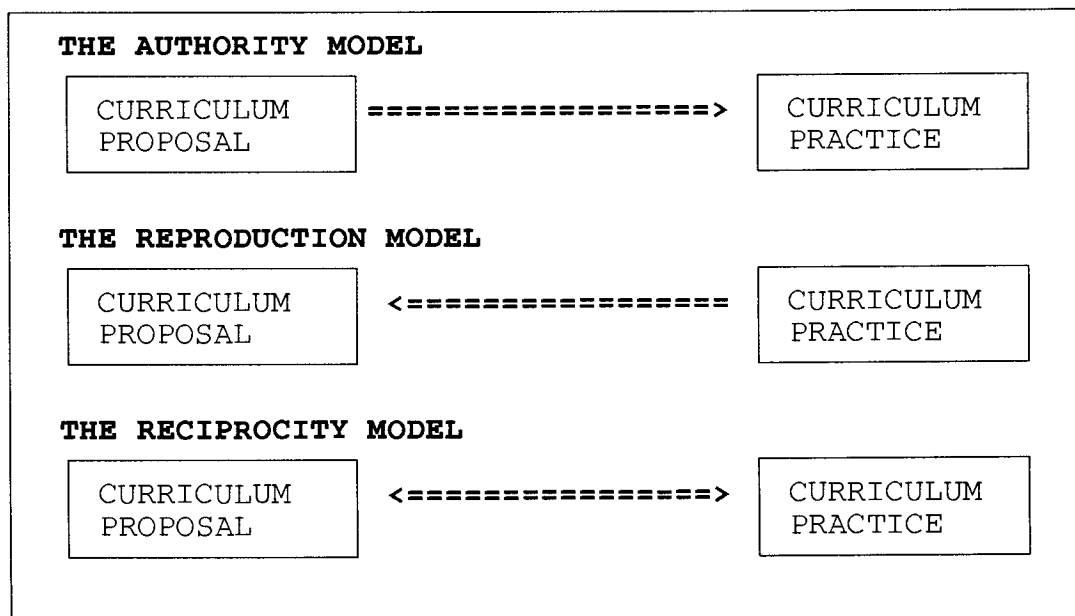 THE AUTHORITY MODEL
CURRICULUM ==================> CURRICULUM
PROPOSAL PRACTICE
THE REPRODUCTION MODEL
CURRICULUM <================= CURRICULUM
PROPOSAL PRACTICE
THE RECIPROCITY MODEL
CURRICULUM <================> CURRICULUM
PROPOSAL PRACTICE